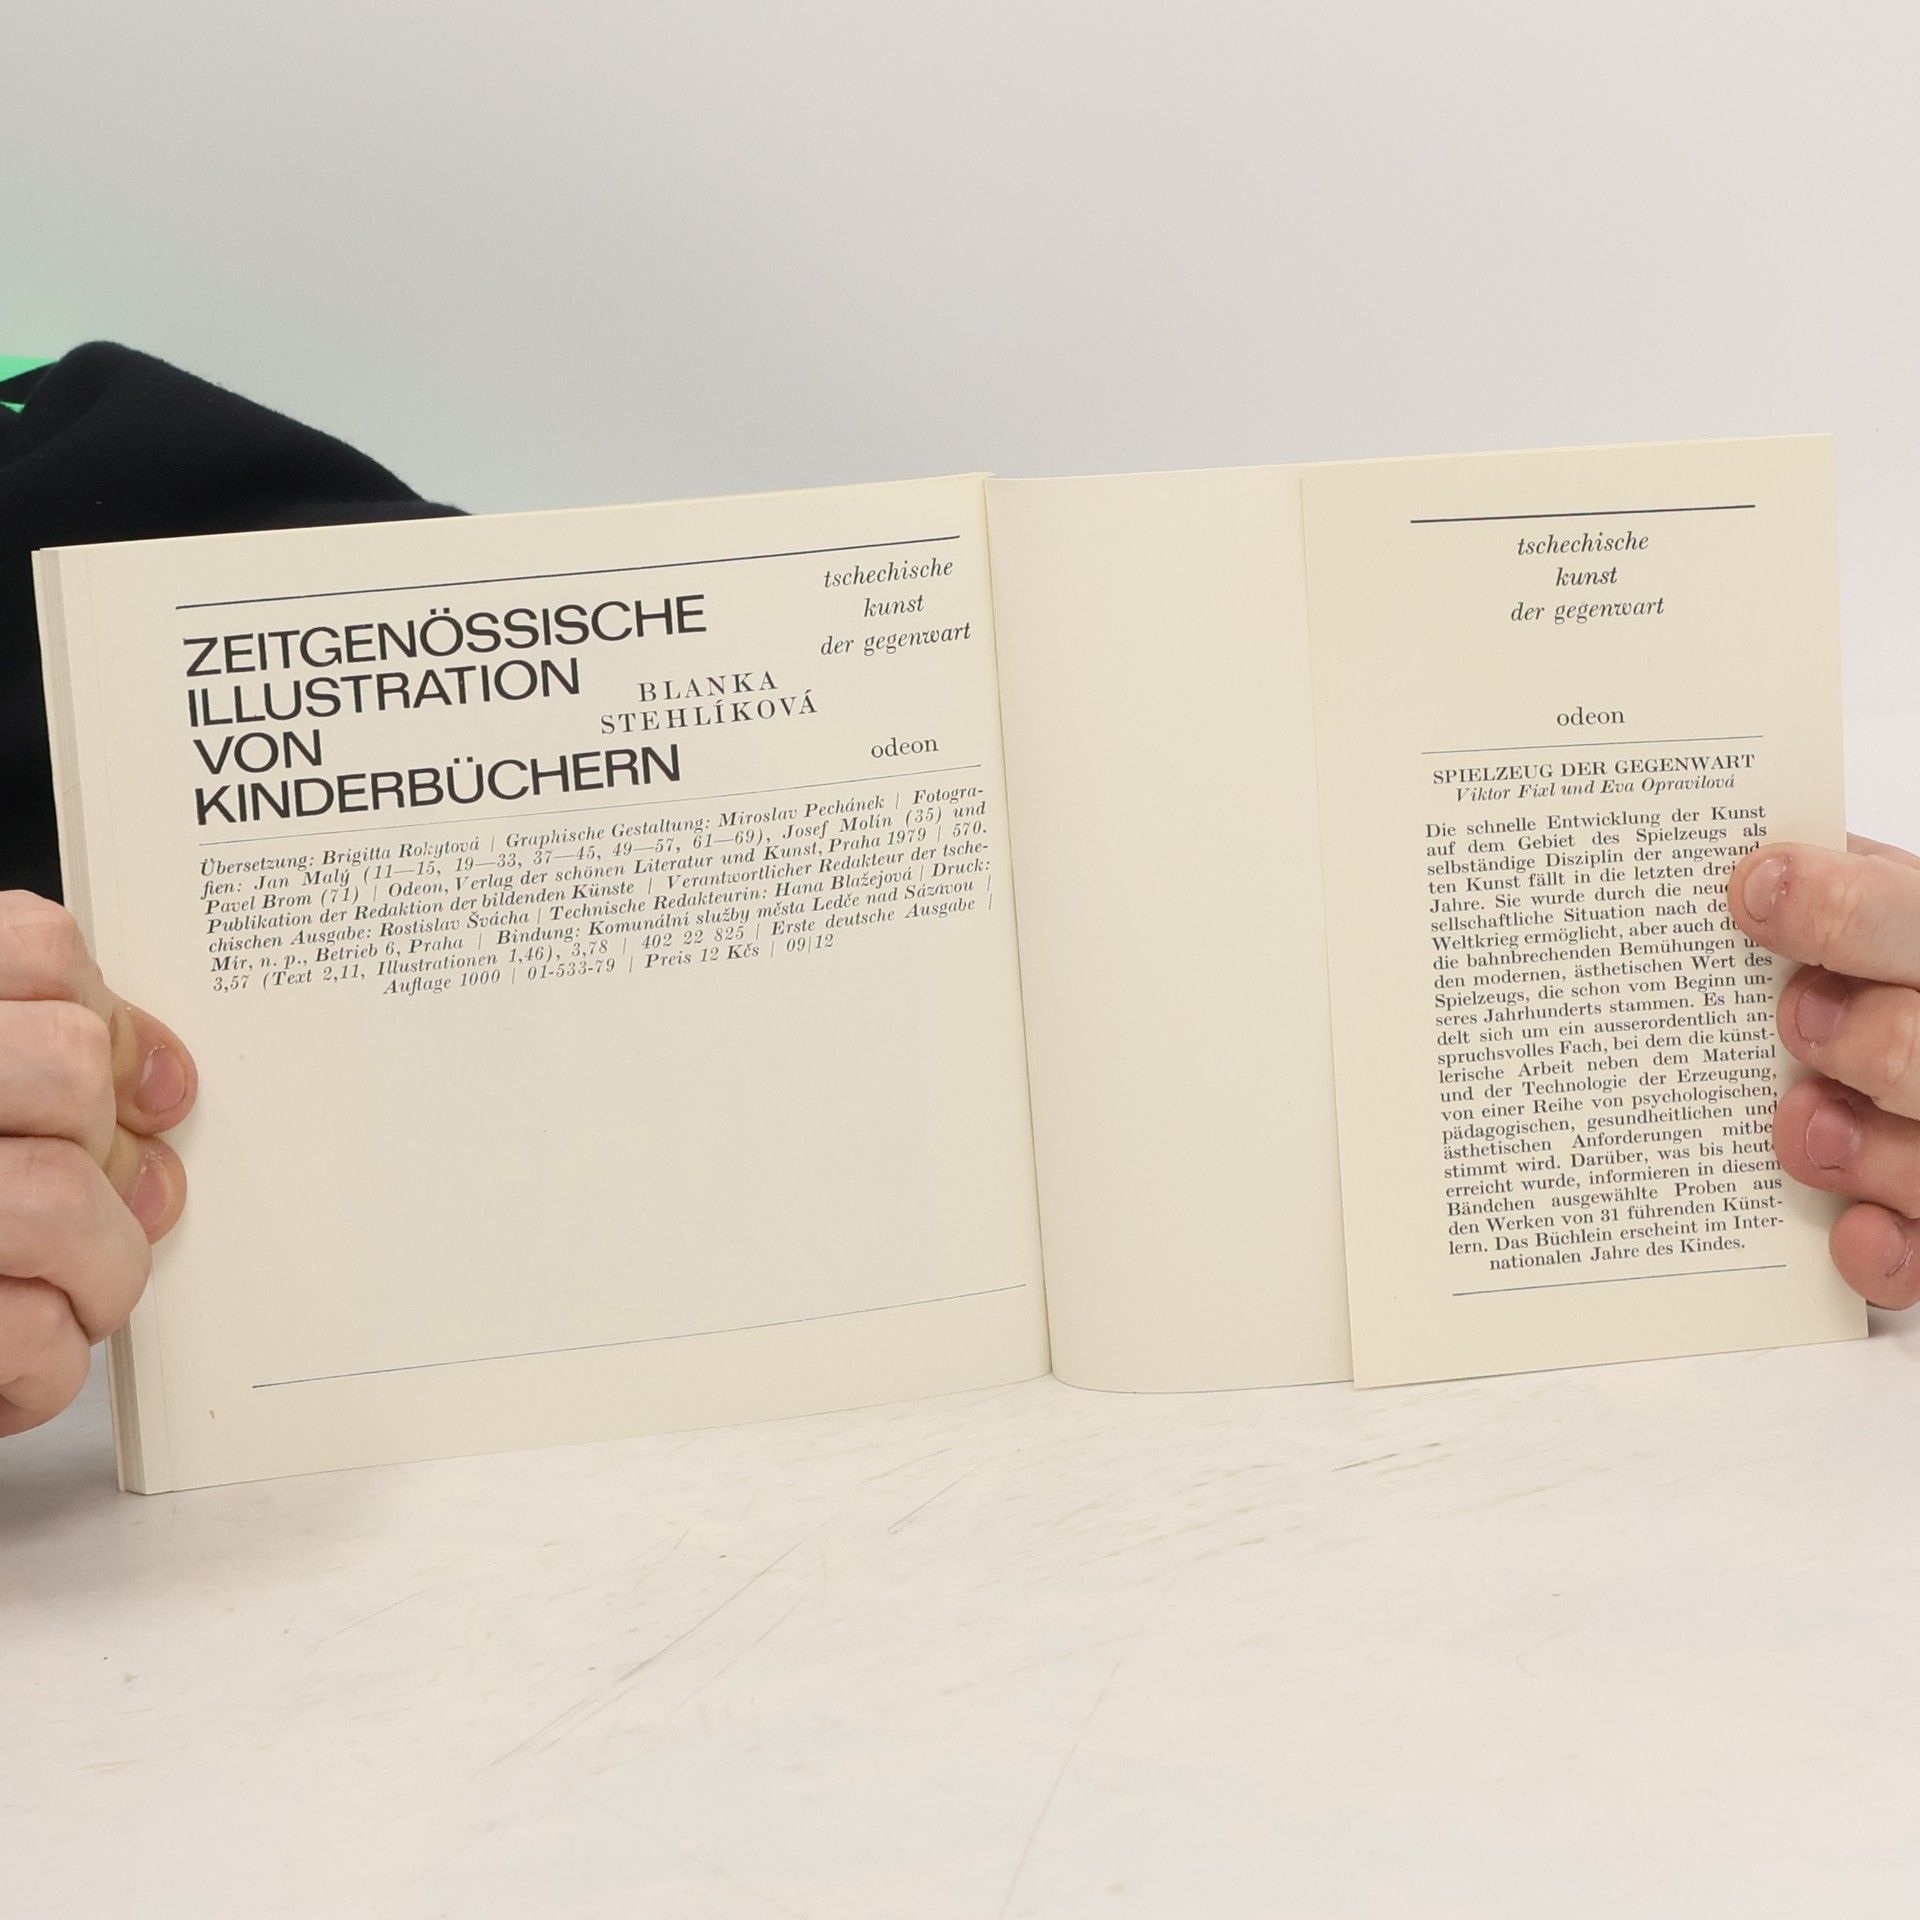 ZEITGENÖSSISCHE
ILLUSTRATION
VON
KINDERBÜCHERN
BLANKA
STEHLÍKOVÁ
tschechische
kunst
der gegenwart
odeon
Übersetzung: Brigitta Rokytová | Graphische Gestaltung: Miroslav Pechánek | Fotogra-
fien: Jan Malý (11—15, 19—33, 37—45, 49—57, 61—69), Josef Molín (35) und
Pavel Brom (71) | Odeon, Verlag der schönen Literatur und Kunst, Praha 1979 | 570.
Publikation der Redaktion der bildenden Künste | Verantwortlicher Redakteur der tsche-
chischen Ausgabe: Rostislav Švácha | Technische Redakteurin: Hana Blažejová | Druck:
Mír, n. p., Betrieb 6, Praha | Bindung: Komunální služby města Ledče nad Sázavou |
3,57 (Text 2,11, Illustrationen 1,46), 3,78 | 402 22 825 | Erste deutsche Ausgabe |
Auflage 1000 | 01-533-79 | Preis 12 Kčs | 09|12
tschechische
kunst
der gegenwart
odeon
SPIELZEUG DER GEGENWART
Viktor Fixl und Eva Opravilová
Die schnelle Entwicklung der Kunst
auf dem Gebiet des Spielzeugs als
selbständige Disziplin der angewand-
ten Kunst fällt in die letzten
Jahre. Sie wurde durch die
sellschaftliche Situation nach
Weltkrieg ermöglicht, aber auch
die bahnbrechenden Bemühungen
den modernen, ästhetischen Wert des
Spielzeugs, die schon vom Beginn un-
seres Jahrhunderts stammen. Es han-
delt sich um ein ausserordentlich an-
spruchsvolles Fach, bei dem die künst-
lerische Arbeit neben dem Material
und der Technologie der Erzeugung,
von einer Reihe von psychologischen,
pädagogischen, gesundheitlichen und
ästhetischen Anforderungen mitbe-
stimmt wird. Darüber, was bis heute
erreicht wurde, informieren in diesem
Bändchen ausgewählte Proben aus
den Werken von 31 führenden Künst-
lern. Das Büchlein erscheint im Inter-
nationalen Jahre des Kindes.